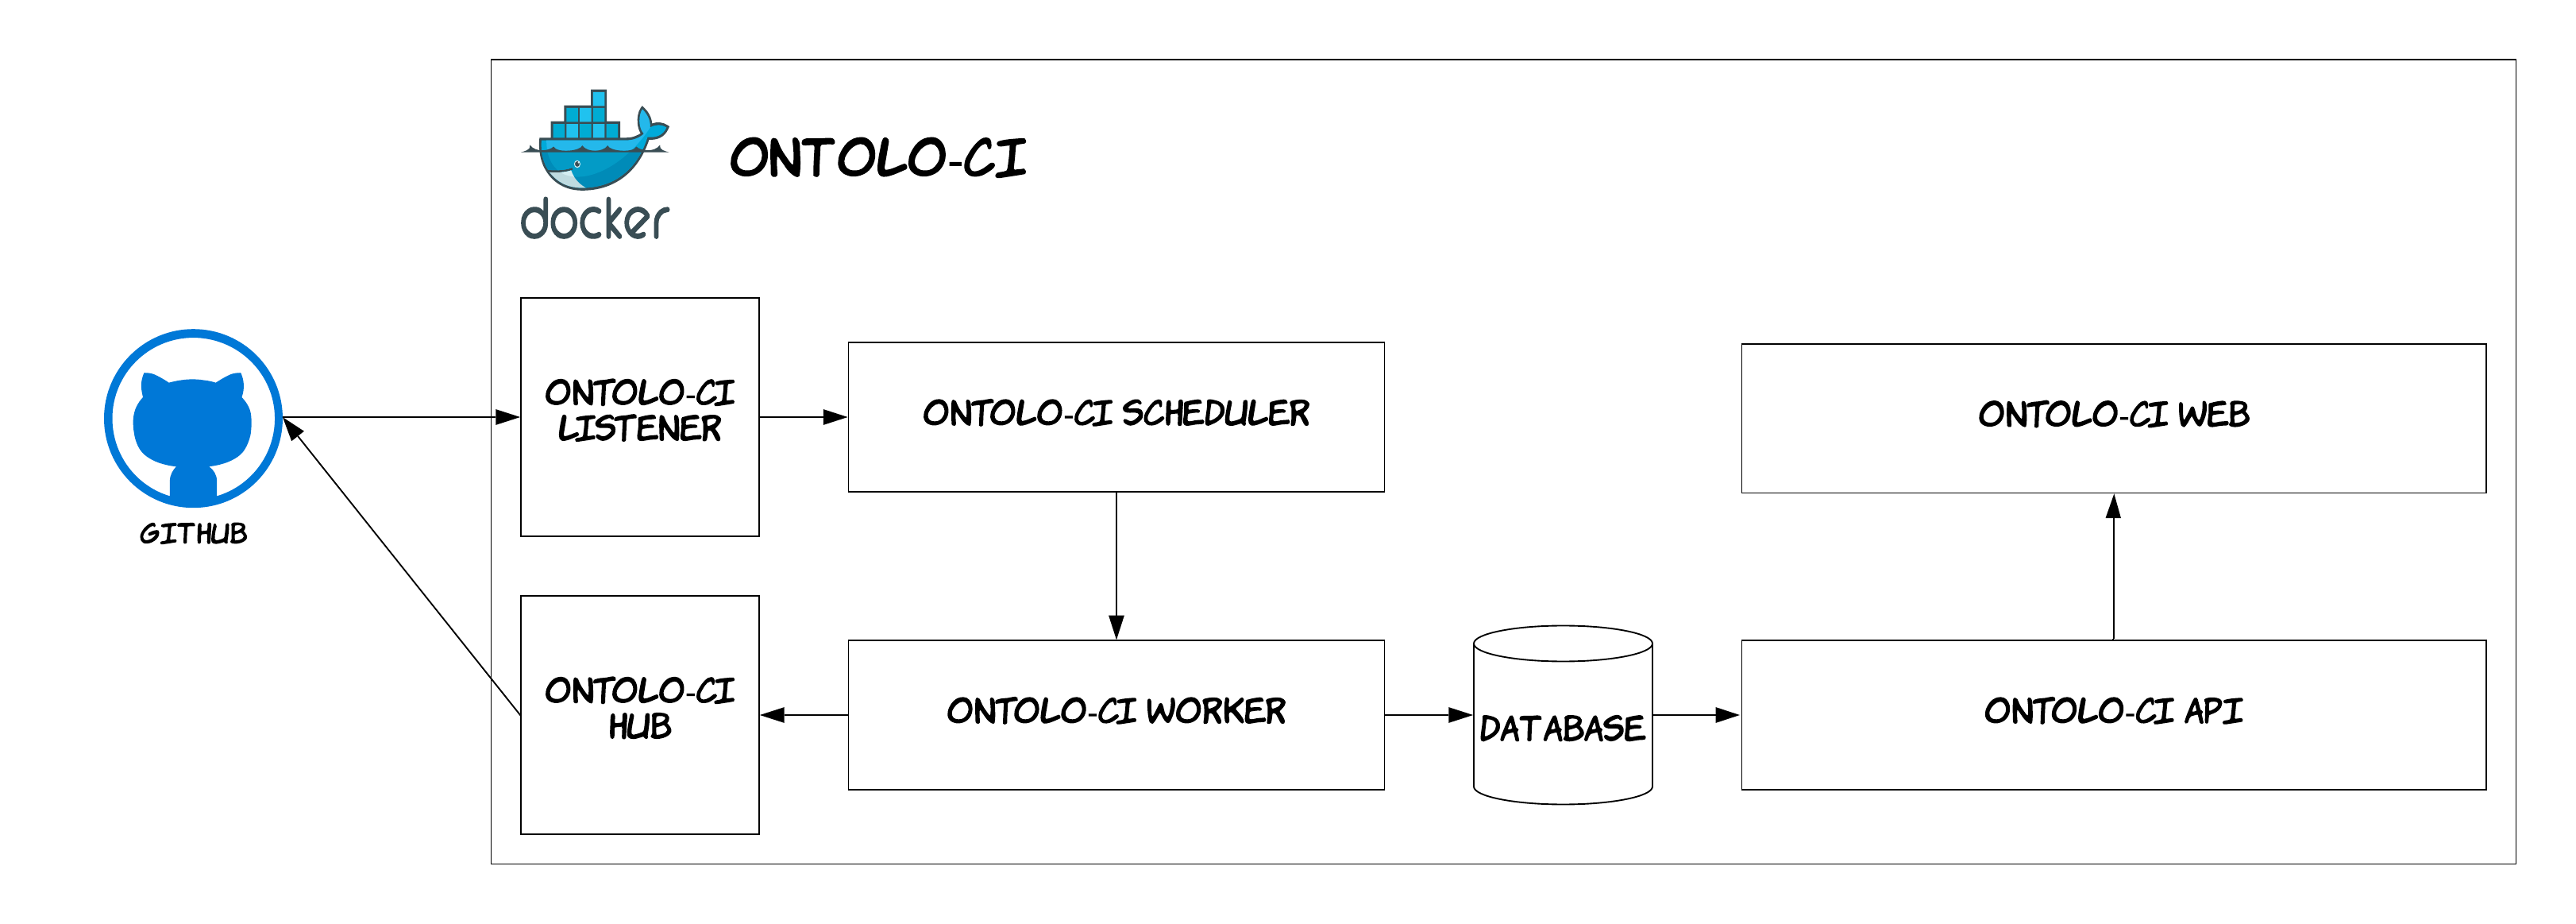 docker
ONTOLO-CI
ONTOLO-CI
LISTENER
ONTOLO-CI SCHEDULER
ONTOLO-CI WEB
GITHUB
ONTOLO-CI
HUB
ONTOLO-CI WORKER
DATABASE
ONTOLO-CI API